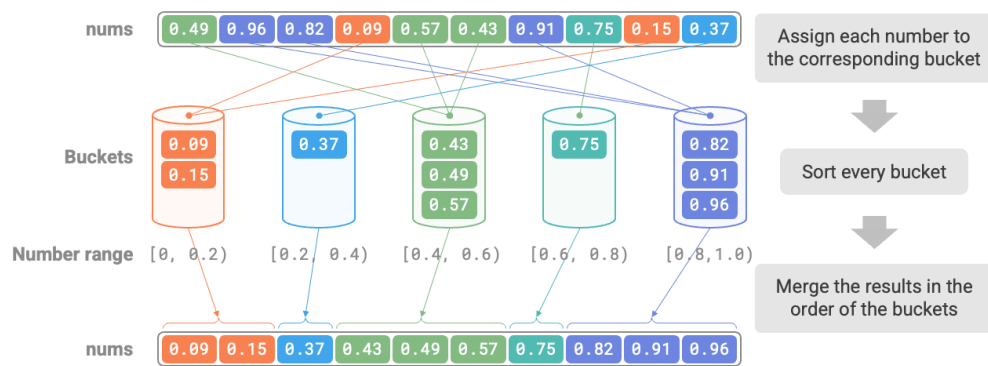 nums 0.49 0.96 0.82 0.09 0.57 0.43 0.91 0.75 0.15 0.37
Assign each number to
the corresponding bucket
Buckets
0.09
0.15
0.37
0.43
0.49
0.57
0.75
0.82
0.91
0.96
Sort every bucket
Number range [0, 0.2) [0.2, 0.4) [0.4, 0.6) [0.6, 0.8) [0.8,1.0)
Merge the results in the
order of the buckets
nums 0.09 0.15 0.37 0.43 0.49 0.57 0.75 0.82 0.91 0.96